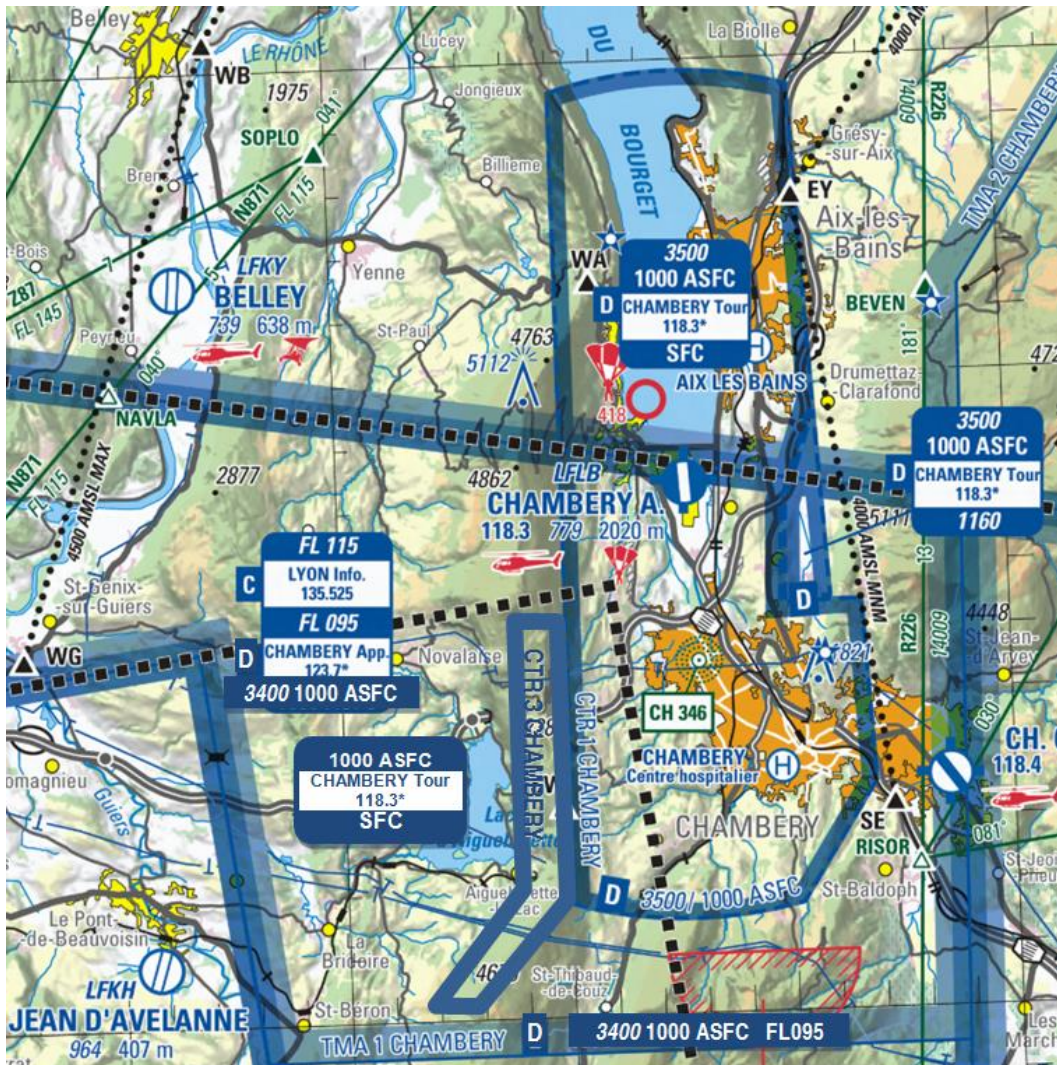 Belley
WB
LE RHÔNE
Lucey
DU
BOURGET
La Biolle
4000 AMSL
1975
Jongieux
SOPLO
041°
N871
FL 115
Billieme
Grésy-
-sur-Aix
R226
14009
TMA 2 CHAMBERY
EY
Aix-les-
Bains
Z87
FL 145
7
5
LFKY
BELLEY
739 638 m
Yenne
WA
3500
1000 ASFC
D
CHAMBERY Tour
118.3*
SFC
BEVEN
181°
Peyrieu
St-Paul
4763
5112
AIX LES BAINS
H
Drumettaz-
Clarafond
040°
NAVLA
418
N871
FL 115
4500 AMSL MAX
2877
4862
LFLB
CHAMBERY A.
118.3 779 2020 m
3500
1000 ASFC
D
CHAMBERY Tour
118.3*
1160
4000 AMSL MNM
13
St-Genix-
-sur-Guiers
WG
FL 115
C
LYON Info.
135.525
FL 095
D
CHAMBERY App.
123.7*
3400 1000 ASFC
Novalaise
D
R226
14009
4448
St-Jean-
-d'Arvey
CTR3 CHAMBERY
CTR 1 CHAMBERY
CH 346
030°
CH.
118.4
1000 ASFC
CHAMBERY Tour
118.3*
SFC
CHAMBERY
Centre hospitalier
H
Guiers
CHAMBERY
SE
RISOR
081°
St-Baldoph
D
3500/1000 ASFC
Le Pont-
-de-Beauvoisin
La
Bridoire
LFKH
JEAN D'AVELANNE
964 407 m
St-Béron
St-Thibaud-
-de-Couz
TMA 1 CHAMBERY
D
3400 1000 ASFC FL095
Les
March